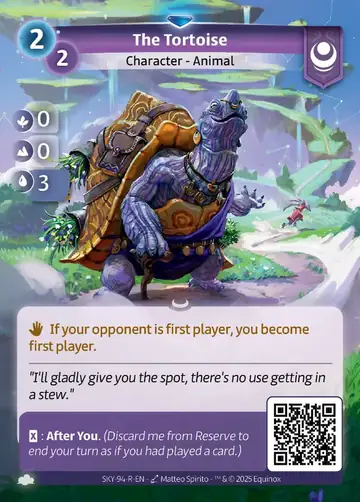 2
The Tortoise
2
Character - Animal
0
0
3
If your opponent is first player, you become
first player.
"I'll gladly give you the spot, there's no use getting in
a stew."
X : After You. (Discard me from Reserve to
end your turn as if you had played a card.)
SKY-94-R-EN - Matteo Spirito - ™ & © 2025 Equinox